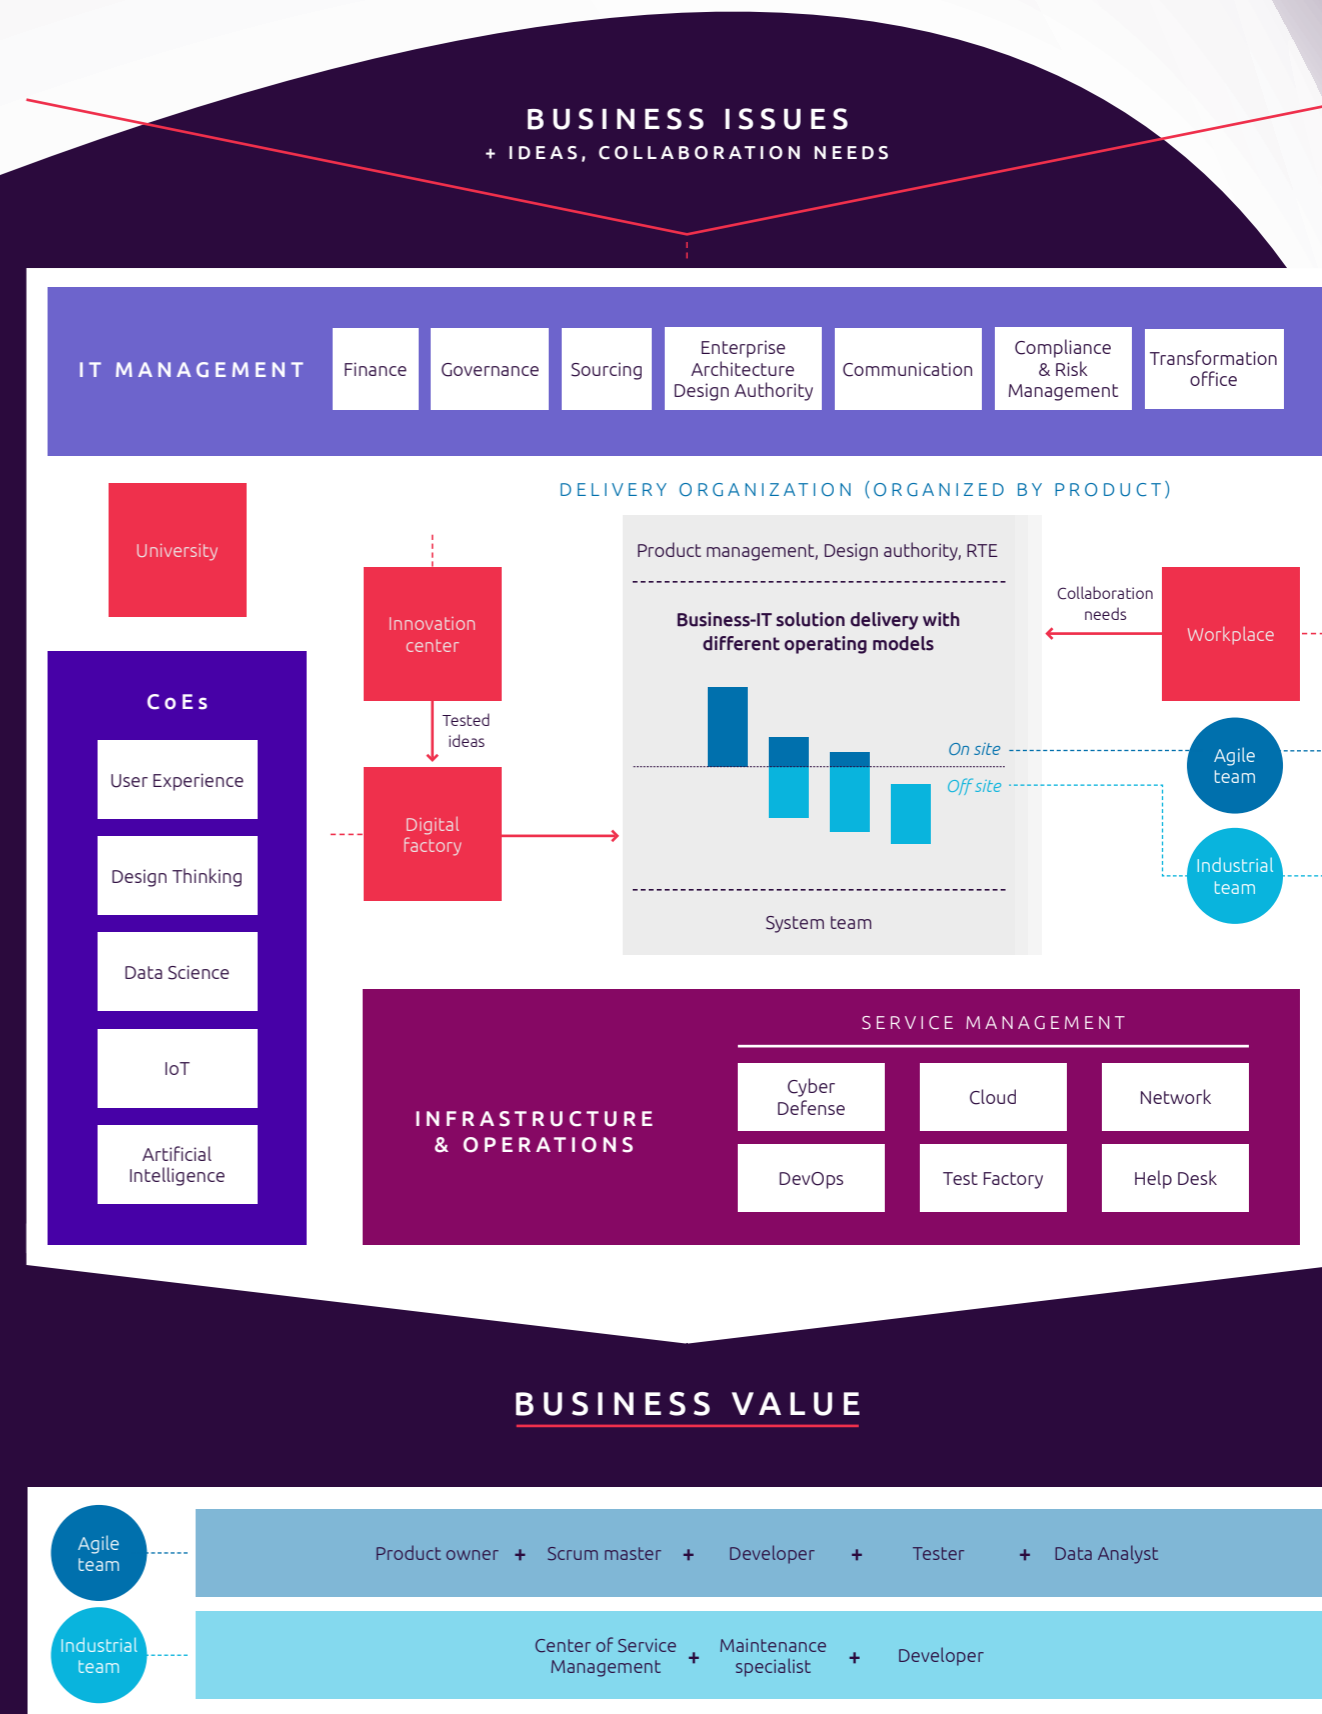 BUSINESS ISSUES
+ IDEAS, COLLABORATION NEEDS
IT MANAGEMENT
Finance
Governance
Sourcing
Enterprise
Architecture
Design Authority
Communication
Compliance
& Risk
Management
Transformation
office
DELIVERY ORGANIZATION (ORGANIZED BY PRODUCT)
University
Innovation
center
Tested
ideas
Digital
factory
Product management, Design authority, RTE
Business-IT solution delivery with
different operating models
On site
Off site
System team
Collaboration
needs
Workplace
Agile
team
Industrial
team
CoEs
User Experience
Design Thinking
Data Science
IoT
Artificial
Intelligence
INFRASTRUCTURE
& OPERATIONS
SERVICE MANAGEMENT
Cyber
Defense
Cloud
Network
DevOps
Test Factory
Help Desk
BUSINESS VALUE
Agile
team
Product owner + Scrum master + Developer + Tester + Data Analyst
Industrial
team
Center of Service
Management
+
Maintenance
specialist
+
Developer